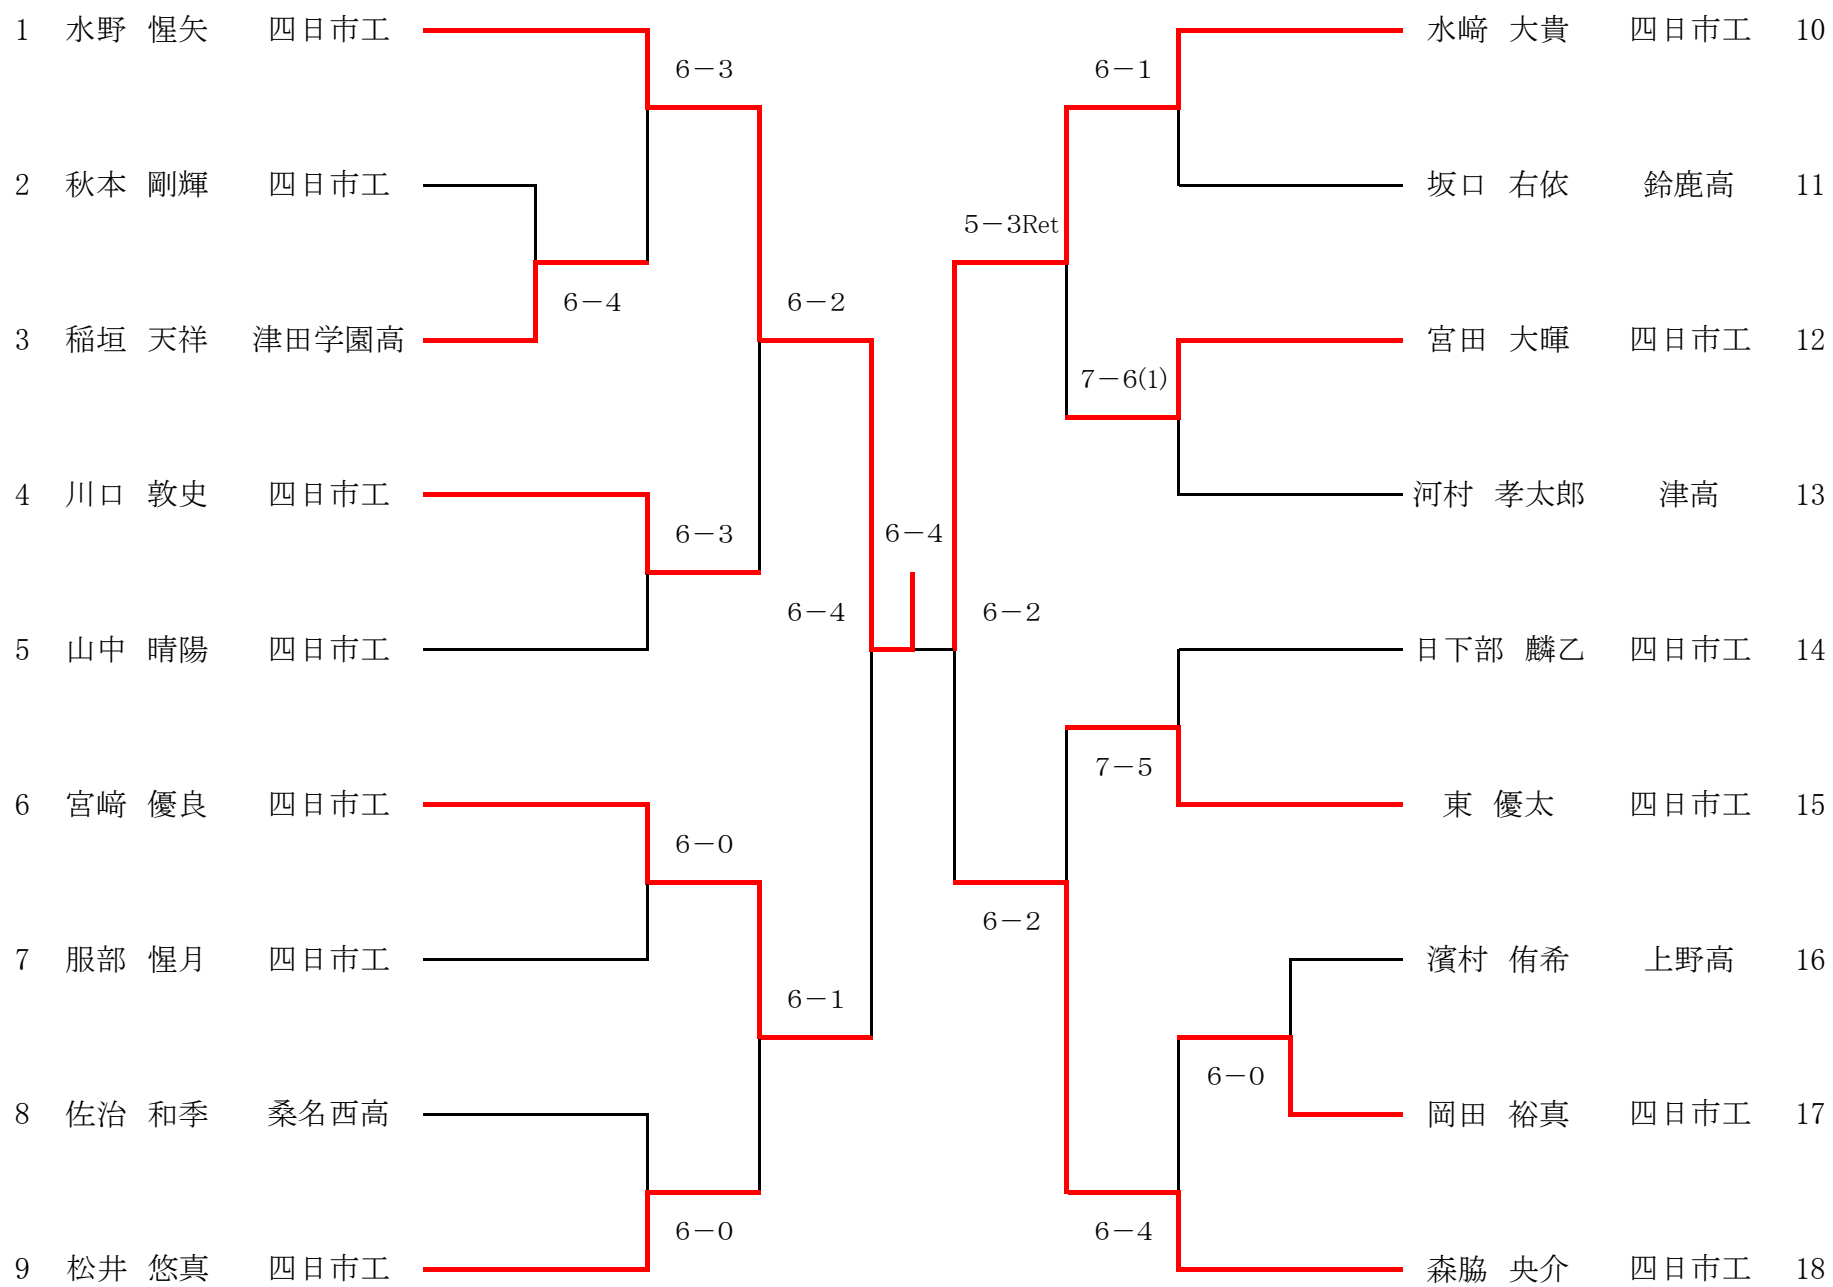 1 水野 惺矢 四日市工
6－3
2 秋本 剛輝 四日市工
6－4
3 稲垣 天祥 津田学園高
6－2
4 川口 敦史 四日市工
6－3
5 山中 晴陽 四日市工
6－4
6 宮﨑 優良 四日市工
6－0
7 服部 惺月 四日市工
6－1
8 佐治 和季 桑名西高
6－0
9 松井 悠真 四日市工
6－4
水﨑 大貴 四日市工 10
6－1
坂口 右依 鈴鹿高 11
5－3Ret
宮田 大暉 四日市工 12
7－6(1)
河村 孝太郎 津高 13
6－2
日下部 麟乙 四日市工 14
7－5
東 優太 四日市工 15
6－2
濱村 侑希 上野高 16
6－0
岡田 裕真 四日市工 17
6－4
森脇 央介 四日市工 18